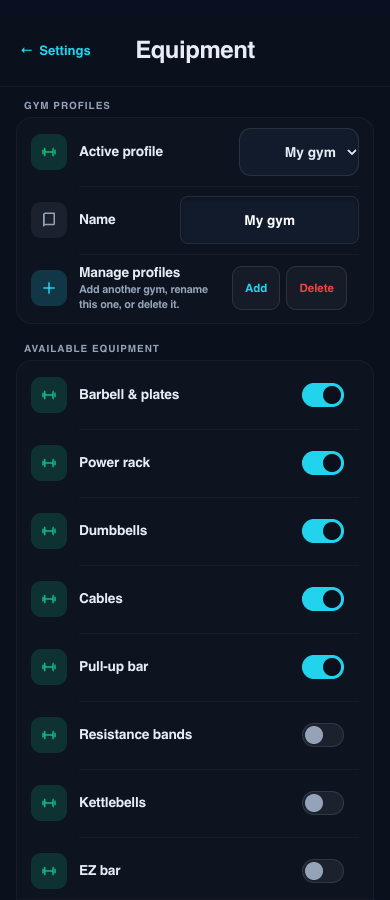 ← Settings
Equipment
GYM PROFILES
Active profile
My gym
Name
My gym
Manage profiles
Add another gym, rename
this one, or delete it.
Add
Delete
AVAILABLE EQUIPMENT
Barbell & plates
Power rack
Dumbbells
Cables
Pull-up bar
Resistance bands
Kettlebells
EZ bar